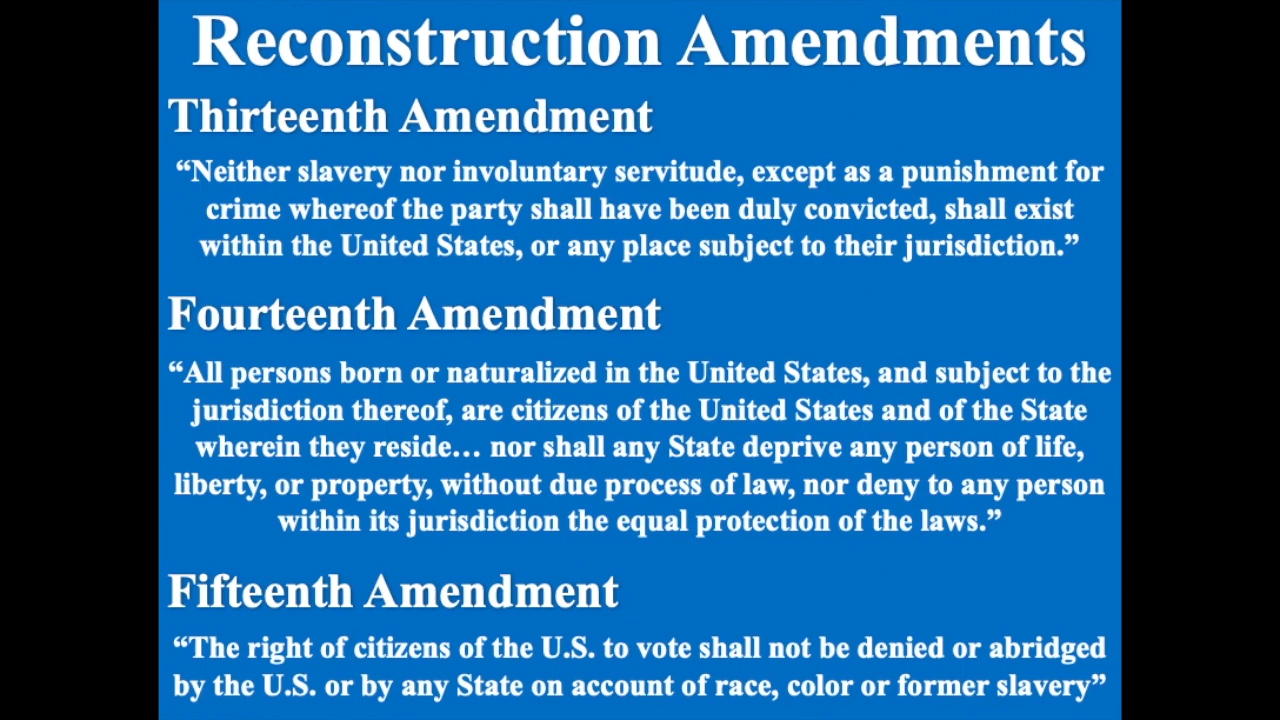 Reconstruction Amendments
Thirteenth Amendment
“Neither slavery nor involuntary servitude, except as a punishment for
crime whereof the party shall have been duly convicted, shall exist
within the United States, or any place subject to their jurisdiction.”
Fourteenth Amendment
“All persons born or naturalized in the United States, and subject to the
jurisdiction thereof, are citizens of the United States and of the State
wherein they reside… nor shall any State deprive any person of life,
liberty, or property, without due process of law, nor deny to any person
within its jurisdiction the equal protection of the laws.”
Fifteenth Amendment
“The right of citizens of the U.S. to vote shall not be denied or abridged
by the U.S. or by any State on account of race, color or former slavery”